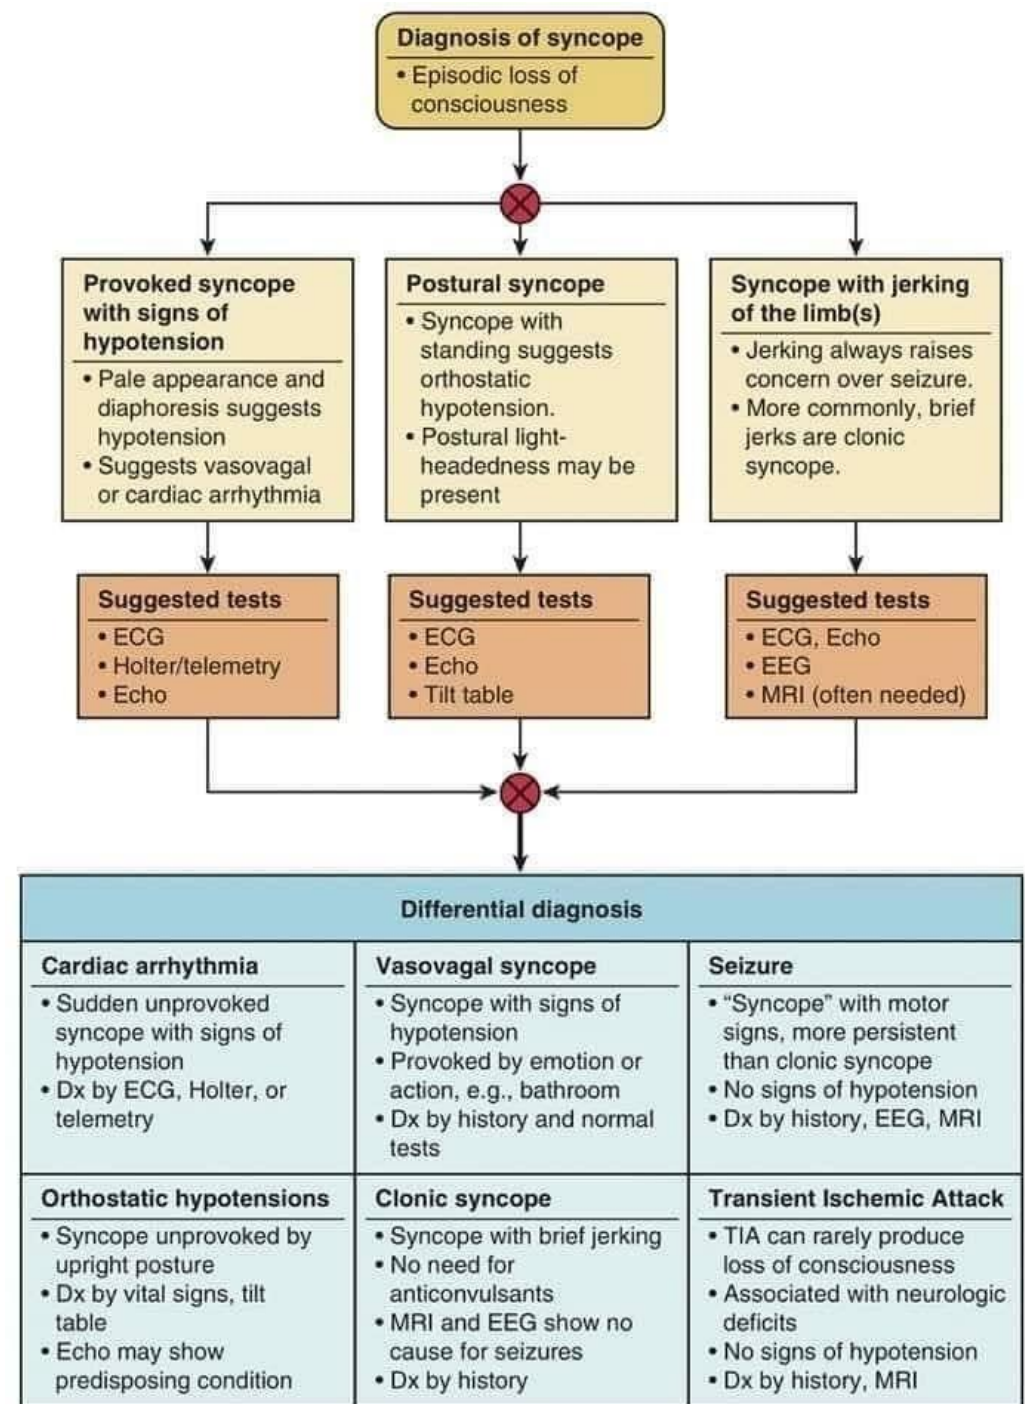 Diagnosis of syncope
• Episodic loss of
consciousness
Provoked syncope
with signs of
hypotension
• Pale appearance and
diaphoresis suggests
hypotension
• Suggests vasovagal
or cardiac arrhythmia
Postural syncope
• Syncope with
standing suggests
orthostatic
hypotension.
• Postural light-
headedness may be
present
Syncope with jerking
of the limb(s)
• Jerking always raises
concern over seizure.
• More commonly, brief
jerks are clonic
syncope.
Suggested tests
• ECG
• Holter/telemetry
• Echo
Suggested tests
• ECG
• Echo
• Tilt table
Suggested tests
• ECG, Echo
• EEG
• MRI (often needed)
Differential diagnosis
Cardiac arrhythmia
• Sudden unprovoked
syncope with signs of
hypotension
• Dx by ECG, Holter, or
telemetry
Vasovagal syncope
• Syncope with signs of
hypotension
• Provoked by emotion or
action, e.g., bathroom
• Dx by history and normal
tests
Seizure
• “Syncope” with motor
signs, more persistent
than clonic syncope
• No signs of hypotension
• Dx by history, EEG, MRI
Orthostatic hypotensions
• Syncope unprovoked by
upright posture
• Dx by vital signs, tilt
table
• Echo may show
predisposing condition
Clonic syncope
• Syncope with brief jerking
• No need for
anticonvulsants
• MRI and EEG show no
cause for seizures
• Dx by history
Transient Ischemic Attack
• TIA can rarely produce
loss of consciousness
• Associated with neurologic
deficits
• No signs of hypotension
• Dx by history, MRI